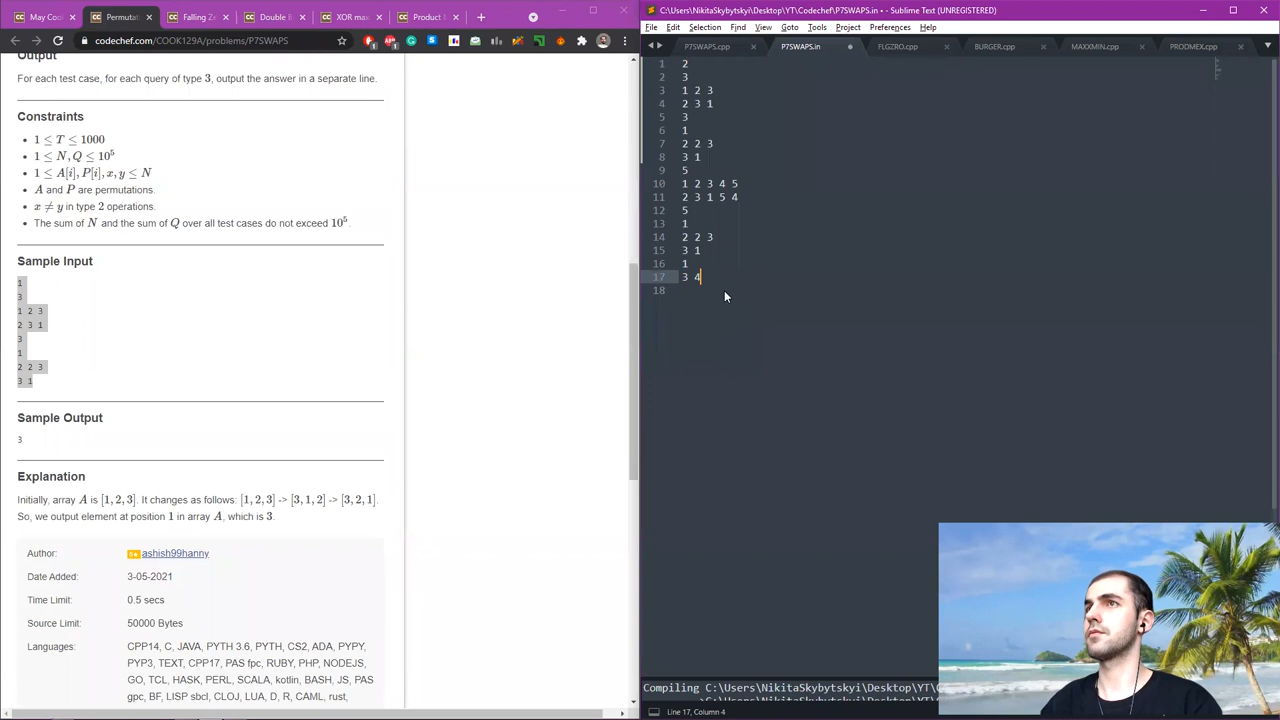 May Coo
Permutat
Falling Ze
Double B
XOR ma
Product M
codechef.com/COOK129A/problems/P7SWAPS
Output
For each test case, for each query of type 3, output the answer in a separate line.
Constraints
1 ≤ T ≤ 1000
1 ≤ N, Q ≤ 10^5
1 ≤ A[i], P[i], x, y ≤ N
A and P are permutations.
x ≠ y in type 2 operations.
The sum of N and the sum of Q over all test cases do not exceed 10^5.
Sample Input
1
3
1 2 3
2 3 1
3
1
2 2 3
3 1
Sample Output
3
Explanation
Initially, array A is [1, 2, 3]. It changes as follows: [1, 2, 3] -> [3, 1, 2] -> [3, 2, 1].
So, we output element at position 1 in array A, which is 3.
Author: 5★ ashish99hanny
Date Added: 3-05-2021
Time Limit: 0.5 secs
Source Limit: 50000 Bytes
Languages: CPP14, C, JAVA, PYTH 3.6, PYTH, CS2, ADA, PYPY,
PYP3, TEXT, CPP17, PAS fpc, RUBY, PHP, NODEJS,
GO, TCL, HASK, PERL, SCALA, kotlin, BASH, JS, PAS
gpc, BF, LISP sbcl, CLOJ, LUA, D, R, CAML, rust,
C:\Users\NikitaSkybytskyi\Desktop\YT\Codechef\P7SWAPS.in • - Sublime Text (UNREGISTERED)
File Edit Selection Find View Goto Tools Project Preferences Help
P7SWAPS.cpp
P7SWAPS.in
FLGZRO.cpp
BURGER.cpp
MAXXMIN.cpp
PRODMEX.cpp
1 2
2 3
3 1 2 3
4 2 3 1
5 3
6 1
7 2 2 3
8 3 1
9 5
10 1 2 3 4 5
11 2 3 1 5 4
12 5
13 1
14 2 2 3
15 3 1
16 1
17 3 4
18
Compiling C:\Users\NikitaSkybytskyi\Desktop\YT\C
Line 17, Column 4